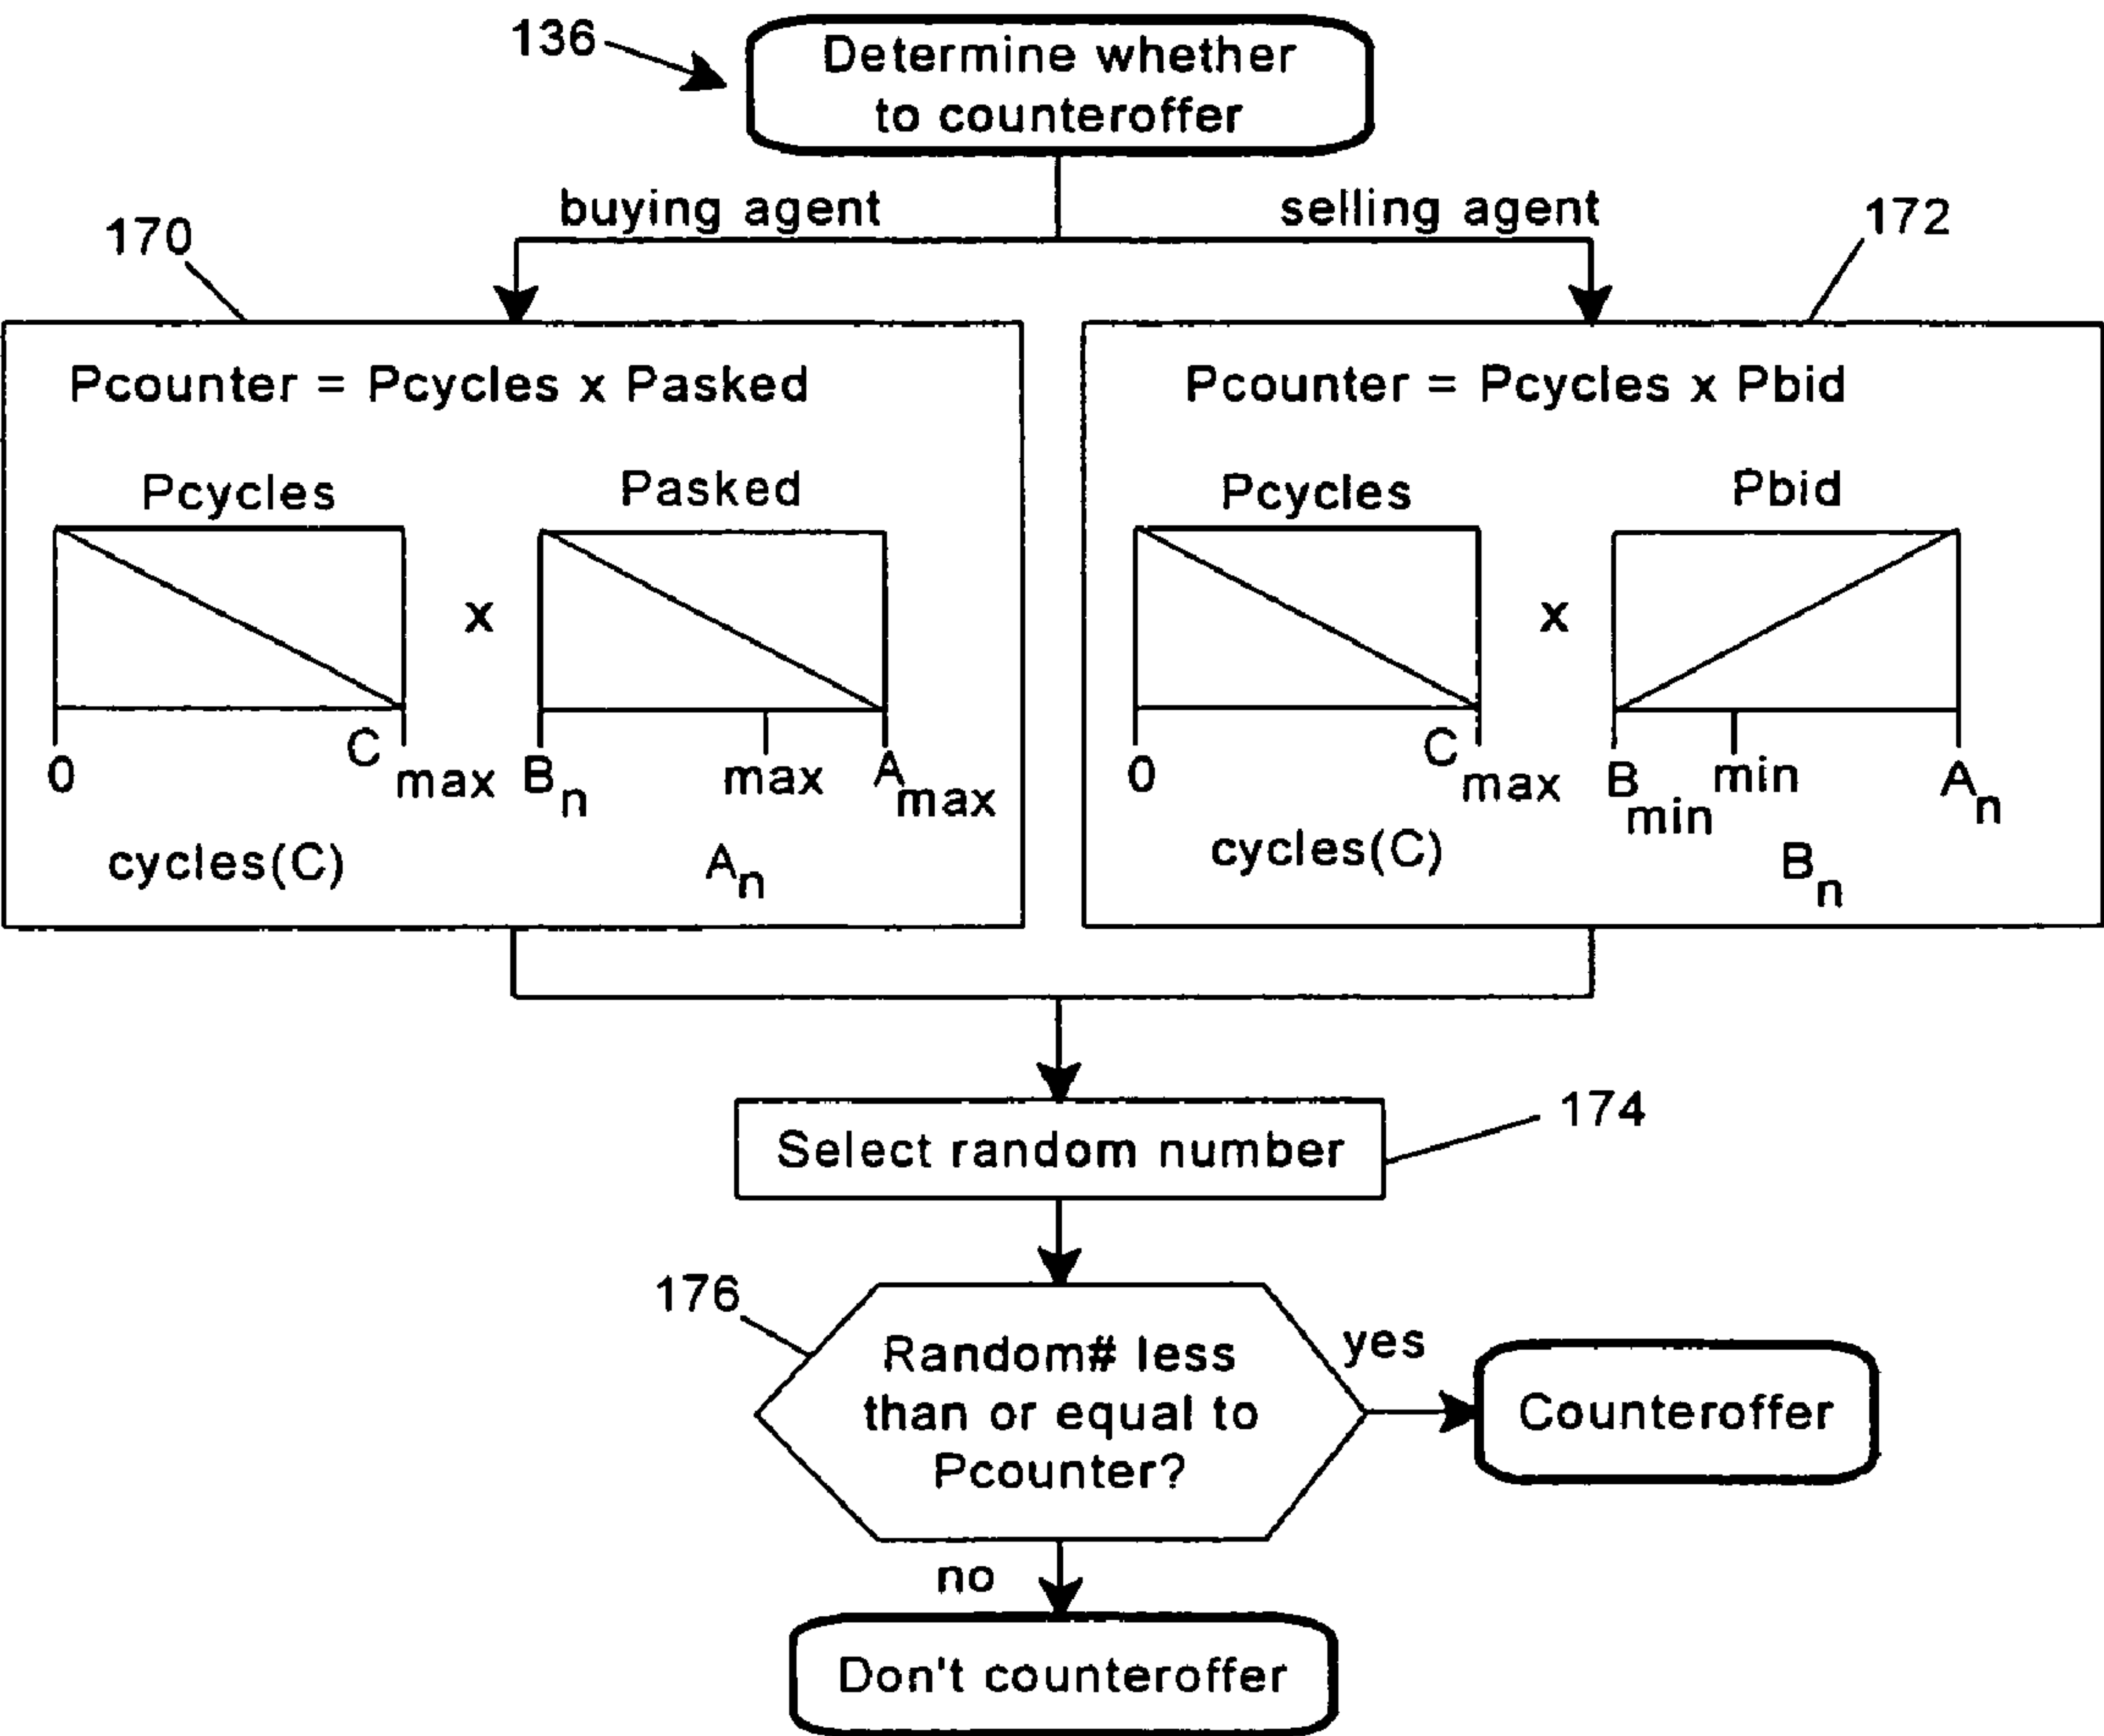 136
Determine whether
to counteroffer
buying agent
selling agent
170
172
Pcounter = Pcycles x Pasked
Pcycles
Pasked
x
0
C max
B n
max
A max
cycles(C)
A n
Pcounter = Pcycles x Pbid
Pcycles
Pbid
x
0
C max
B min
min
A n
cycles(C)
B n
Select random number
174
176
Random# less
than or equal to
Pcounter?
yes
Counteroffer
no
Don't counteroffer